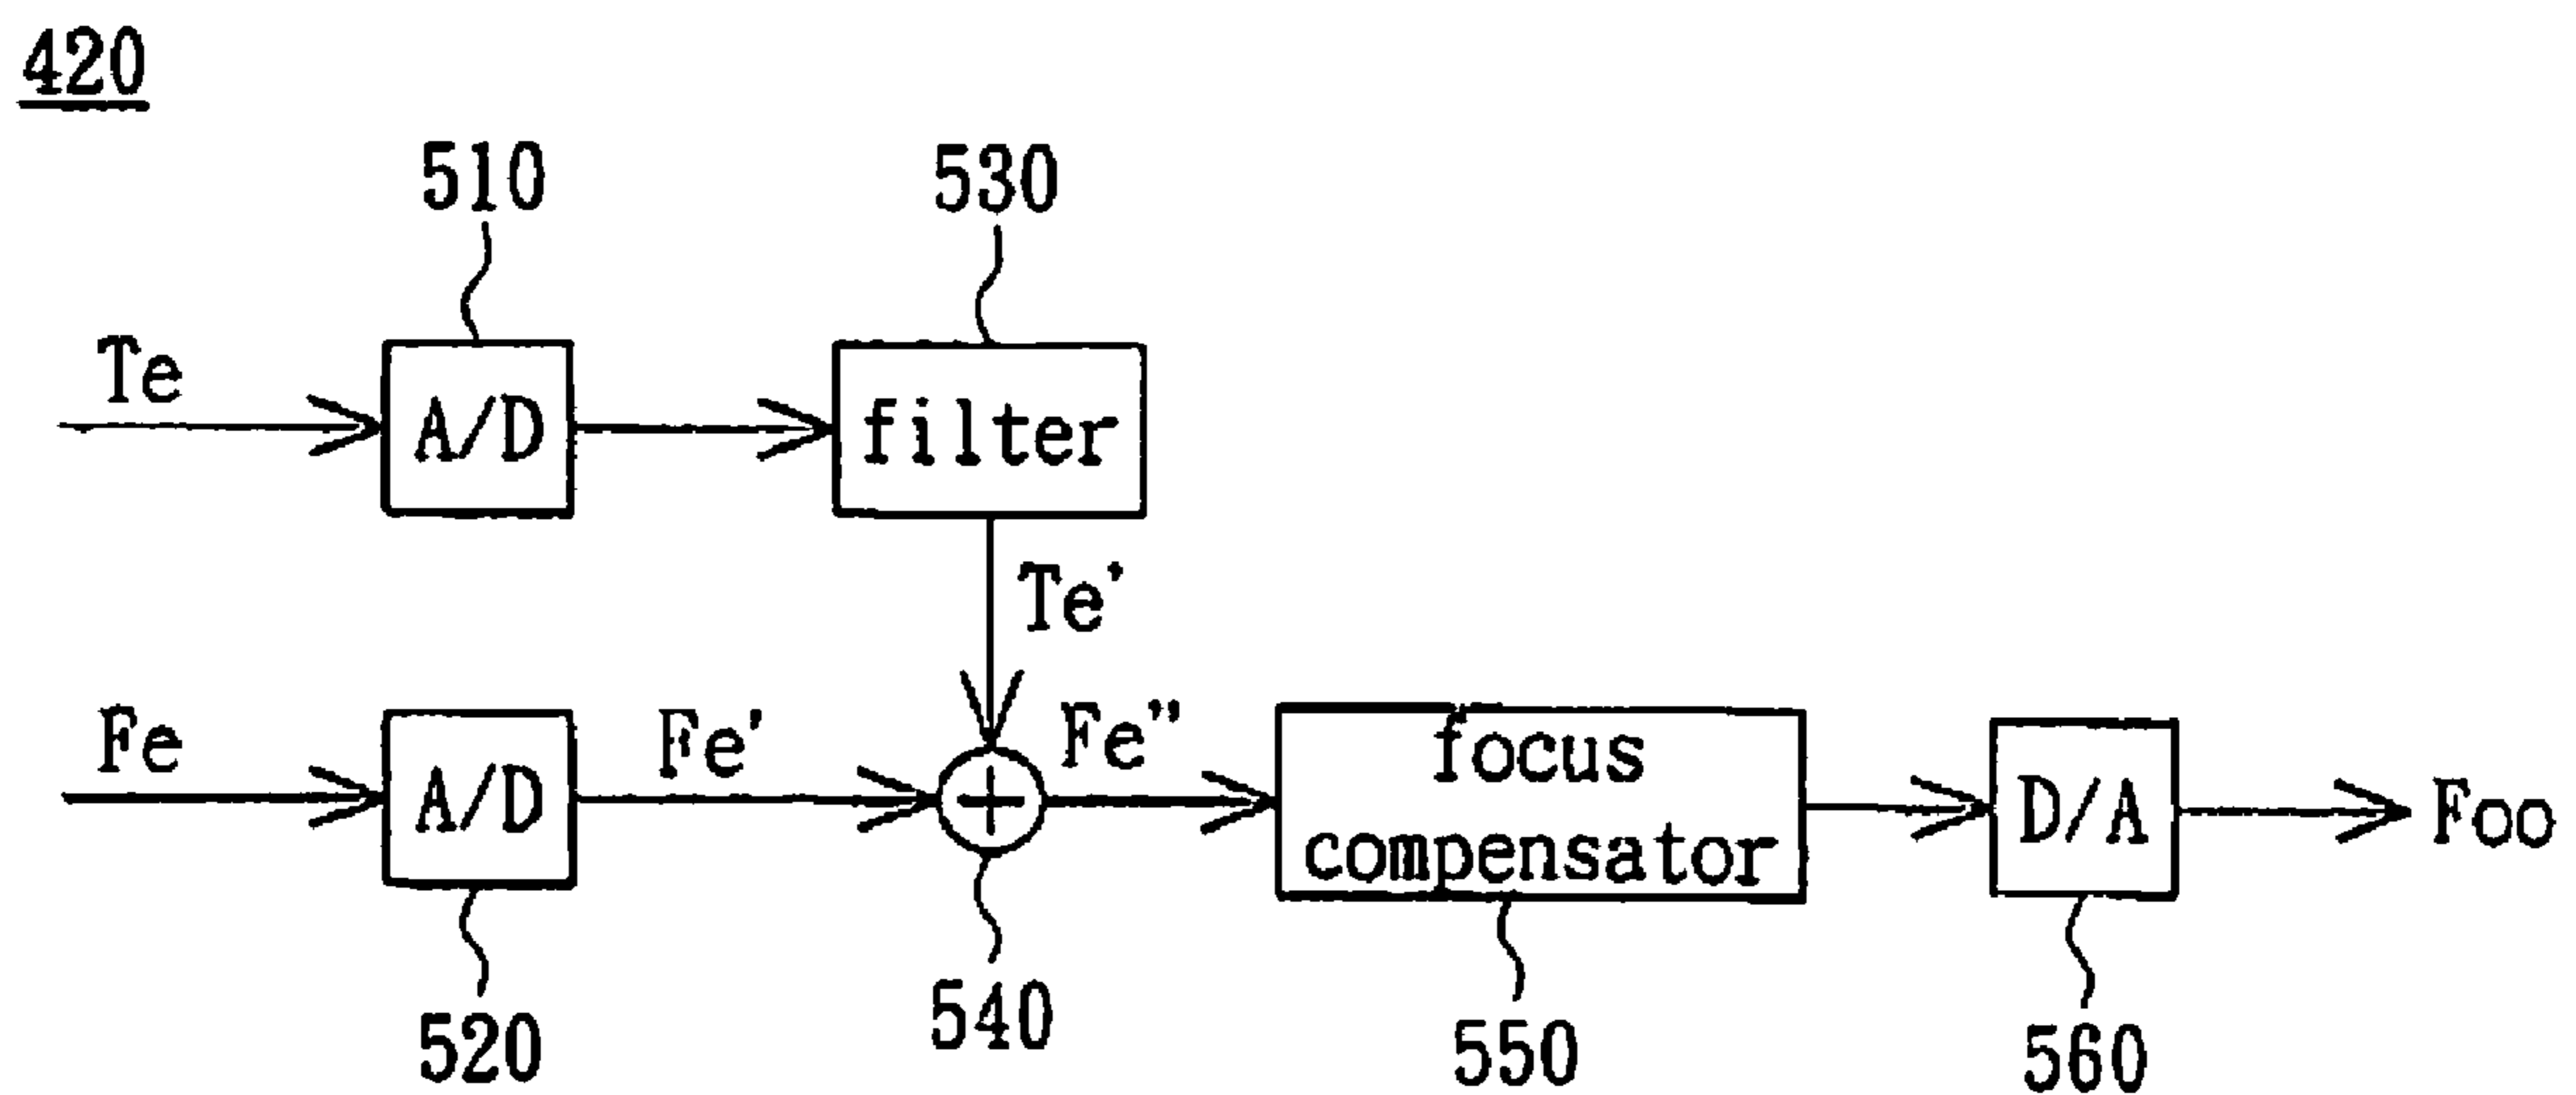 420
510
530
Te
A/D
filter
Te'
Fe
A/D
Fe'
Fe"
focus
compensator
D/A
Foo
520
540
550
560